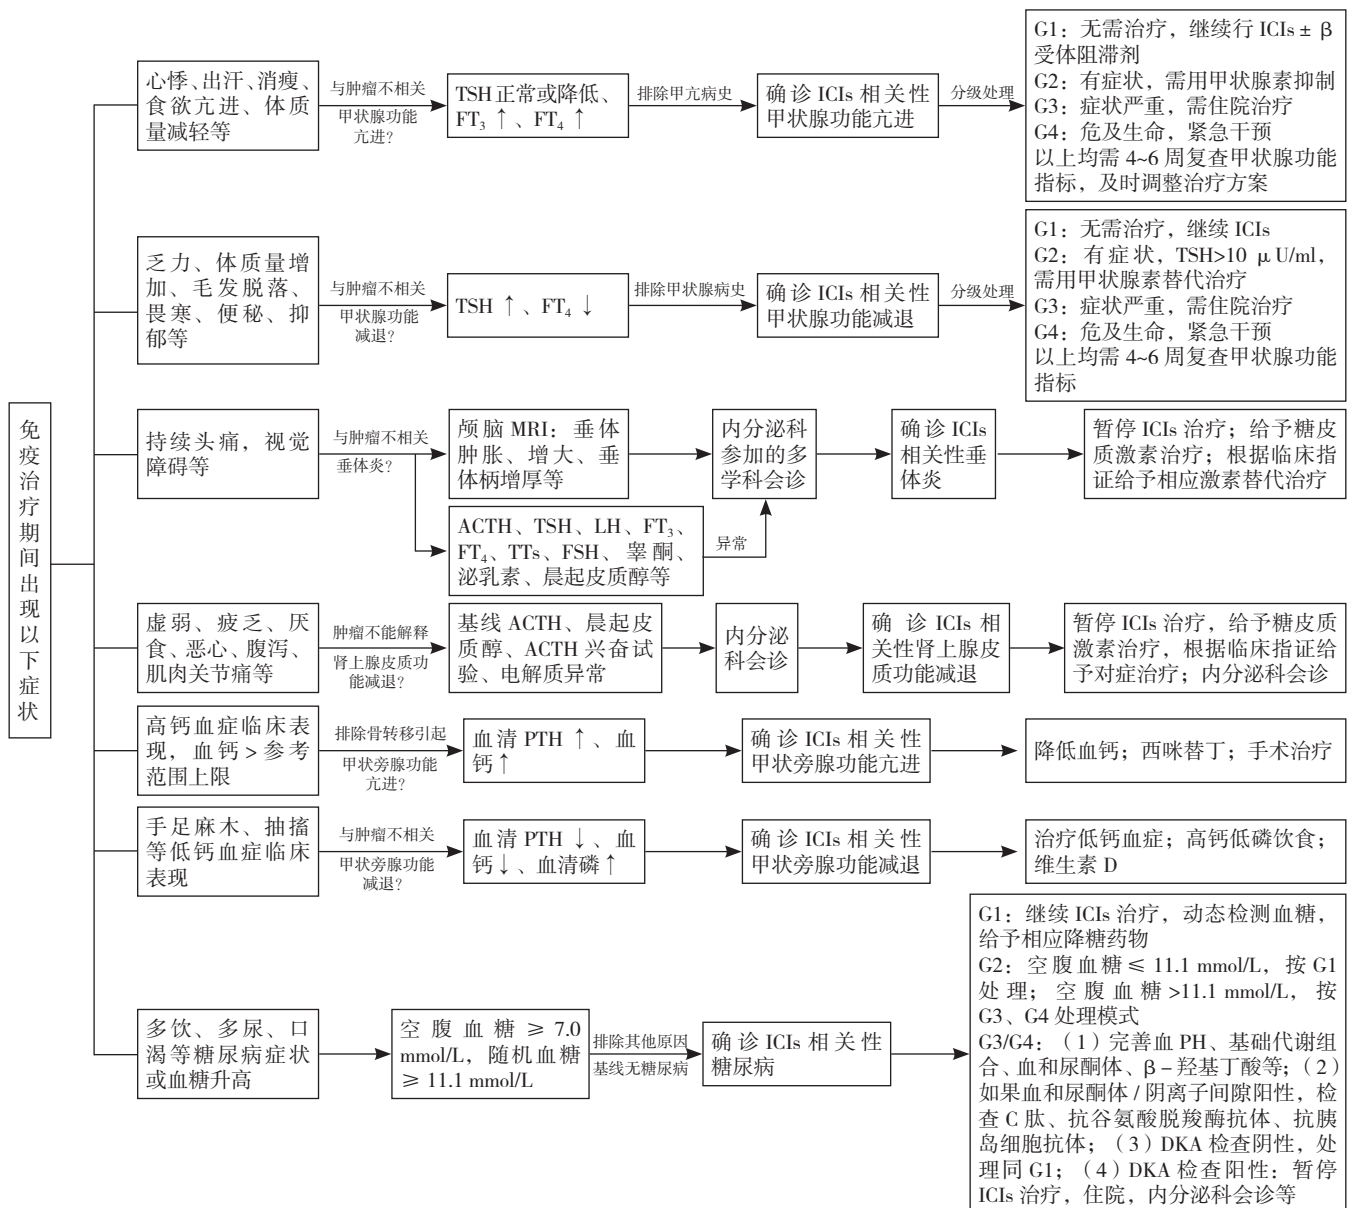 免疫治疗期间出现以下症状
心悸、出汗、消瘦、
食欲亢进、体质
量减轻等
与肿瘤不相关
甲状腺功能
亢进？
TSH 正常或降低、
FT₃ ↑、FT₄ ↑
排除甲亢病史
确诊 ICIs 相关性
甲状腺功能亢进
分级处理
G1：无需治疗，继续行 ICIs ± β
受体阻滞剂
G2：有症状，需用甲状腺素抑制
G3：症状严重，需住院治疗
G4：危及生命，紧急干预
以上均需 4~6 周复查甲状腺功能
指标，及时调整治疗方案
乏力、体质量增
加、毛发脱落、
畏寒、便秘、抑
郁等
与肿瘤不相关
甲状腺功能
减退？
TSH ↑、FT₄ ↓
排除甲状腺病史
确诊 ICIs 相关性
甲状腺功能减退
分级处理
G1：无需治疗，继续 ICIs
G2：有症状，TSH>10 μU/ml，
需用甲状腺素替代治疗
G3：症状严重，需住院治疗
G4：危及生命，紧急干预
以上均需 4~6 周复查甲状腺功能
指标
持续头痛，视觉
障碍等
与肿瘤不相关
垂体炎？
颅脑 MRI：垂体
肿胀、增大、垂
体柄增厚等
ACTH、TSH、LH、FT₃、
FT₄、TTs、FSH、睾酮、
泌乳素、晨起皮质醇等
异常
内分泌科
参加的多
学科会诊
确诊 ICIs
相关性垂
体炎
暂停 ICIs 治疗；给予糖皮
质激素治疗；根据临床指
证给予相应激素替代治疗
虚弱、疲乏、厌
食、恶心、腹泻、
肌肉关节痛等
肿瘤不能解释
肾上腺皮质功
能减退？
基线 ACTH、晨起皮
质醇、ACTH 兴奋试
验、电解质异常
内分泌
科会诊
确诊 ICIs 相
关性肾上腺皮
质功能减退
暂停 ICIs 治疗，给予糖皮质
激素治疗，根据临床指证给
予对症治疗；内分泌科会诊
高钙血症临床表
现，血钙 > 参考
范围上限
排除骨转移引起
甲状旁腺功能
亢进？
血清 PTH ↑、血
钙↑
确诊 ICIs 相关性
甲状旁腺功能亢进
降低血钙；西咪替丁；手术治疗
手足麻木、抽搐
等低钙血症临床
表现
与肿瘤不相关
甲状旁腺功能
减退？
血清 PTH ↓、血
钙↓、血清磷↑
确诊 ICIs 相关性
甲状旁腺功能减退
治疗低钙血症；高钙低磷饮食；
维生素 D
多饮、多尿、口
渴等糖尿病症状
或血糖升高
空腹血糖 ≥ 7.0
mmol/L，随机血糖
≥ 11.1 mmol/L
排除其他原因
基线无糖尿病
确诊 ICIs 相关性
糖尿病
G1：继续 ICIs 治疗，动态检测血糖，
给予相应降糖药物
G2：空腹血糖 ≤ 11.1 mmol/L，按 G1
处理；空腹血糖 >11.1 mmol/L，按
G3、G4 处理模式
G3/G4：（1）完善血 PH、基础代谢组
合、血和尿酮体、β－羟基丁酸等；（2）
如果血和尿酮体 / 阴离子间隙阳性，检
查 C 肽、抗谷氨酸脱羧酶抗体、抗胰
岛细胞抗体；（3）DKA 检查阴性，处
理同 G1；（4）DKA 检查阳性：暂停
ICIs 治疗，住院，内分泌科会诊等